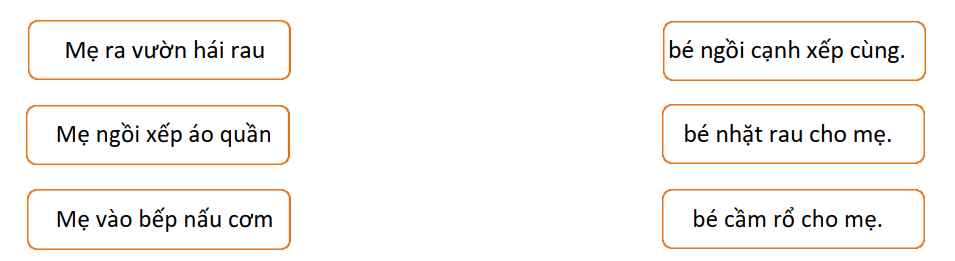 Mẹ ra vườn hái rau
bé ngồi cạnh xếp cùng.
Mẹ ngồi xếp áo quần
bé nhặt rau cho mẹ.
Mẹ vào bếp nấu cơm
bé cầm rổ cho mẹ.